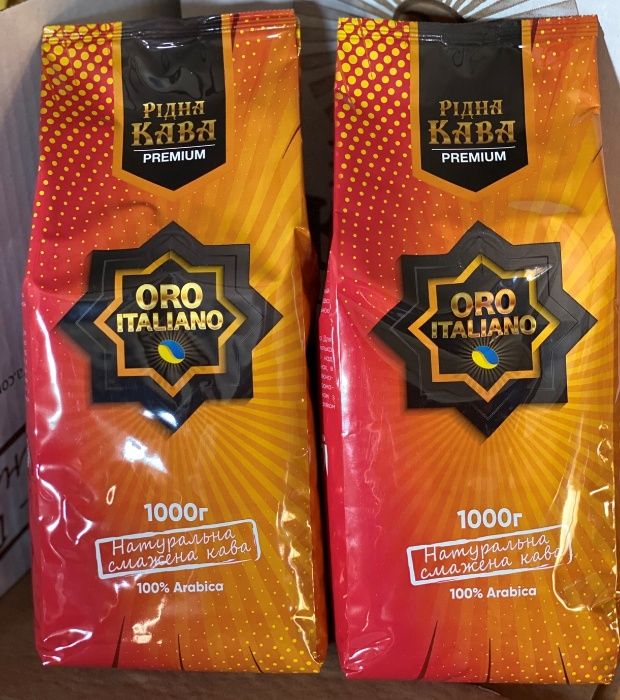 РІДНА
КАВА
PREMIUM
ORO
ITALIANO
1000г
Натуральна
смажена кава!
100% Arabica
РІДНА
КАВА
PREMIUM
ORO
ITALIANO
1000г
Натуральна
смажена кава!
100% Arabica